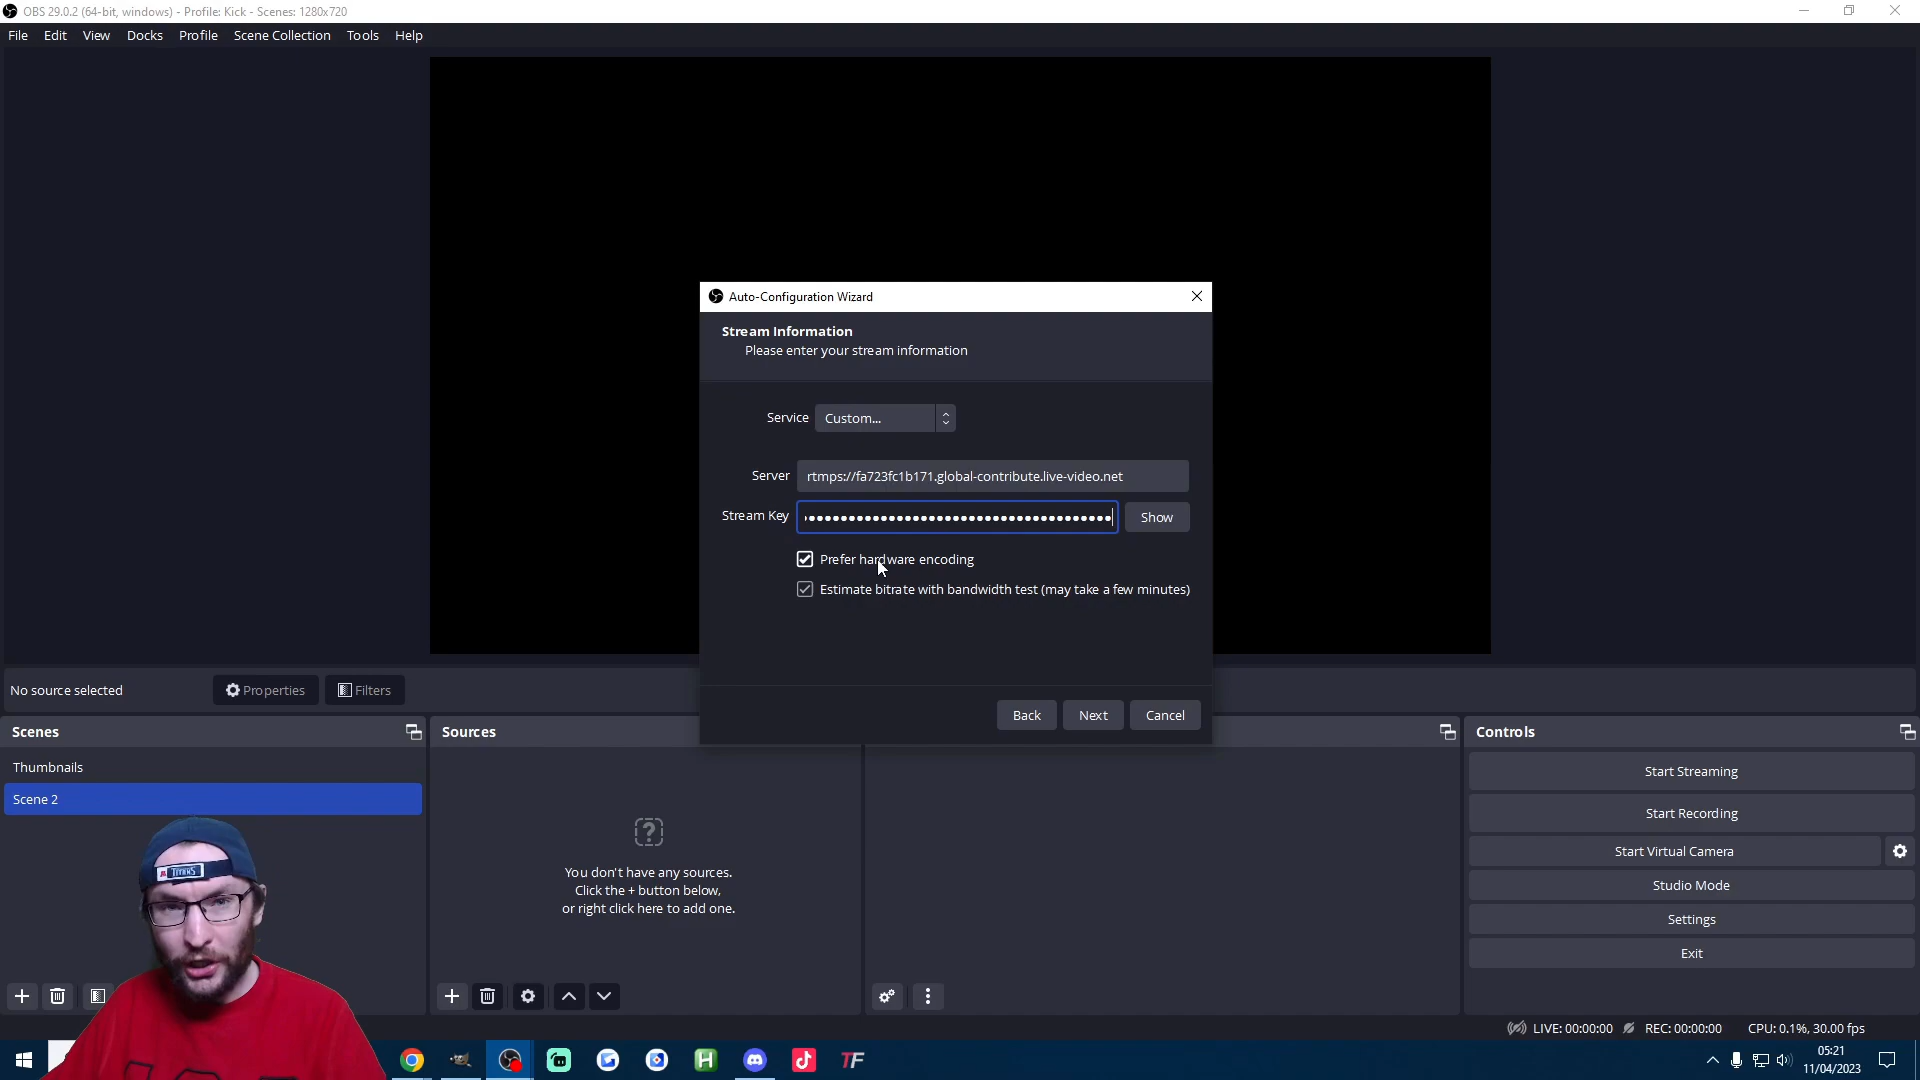 OBS 29.0.2 (64-bit, windows) - Profile: Kick - Scenes: 1280x720
File Edit View Docks Profile Scene Collection Tools Help
Auto-Configuration Wizard
Stream Information
Please enter your stream information
Service Custom...
Server rtmps://fa723fc1b171.global-contribute.live-video.net
Stream Key Show
Prefer hardware encoding
Estimate bitrate with bandwidth test (may take a few minutes)
Back Next Cancel
No source selected Properties Filters
Scenes
Thumbnails
Scene 2
Sources
You don't have any sources.
Click the + button below,
or right click here to add one.
Controls
Start Streaming
Start Recording
Start Virtual Camera
Studio Mode
Settings
Exit
LIVE: 00:00:00 REC: 00:00:00 CPU: 0.1%, 30.00 fps
TITANS
H
TF
05:21
11/04/2023